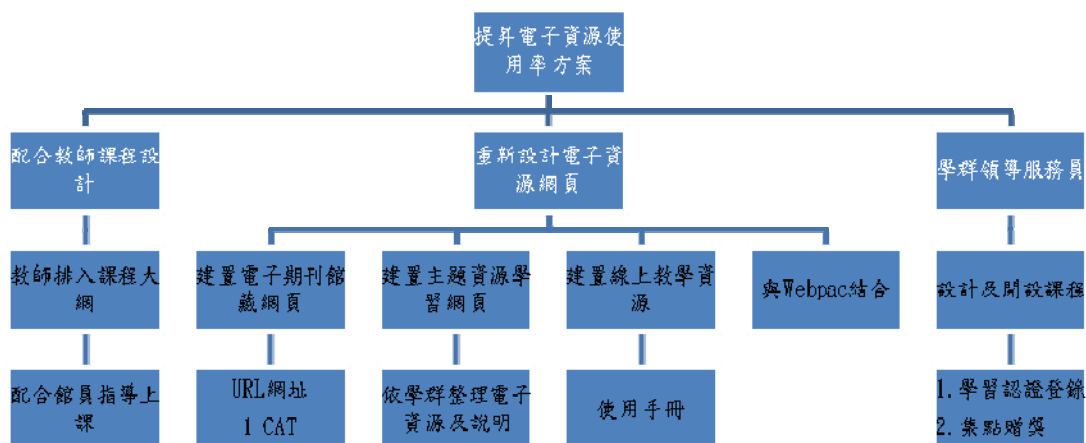 提昇電子資源使
用率方案
配合教師課程設
計
重新設計電子資
源網頁
學群領導服務員
教師排入課程大
綱
建置電子期刊館
藏網頁
建置主題資源學
習網頁
建置線上教學資
源
與Webpac結合
設計及開設課程
配合館員指導上
課
URL網址
1 CAT
依學群整理電子
資源及說明
使用手冊
1.學習認證登錄
2.集點贈獎